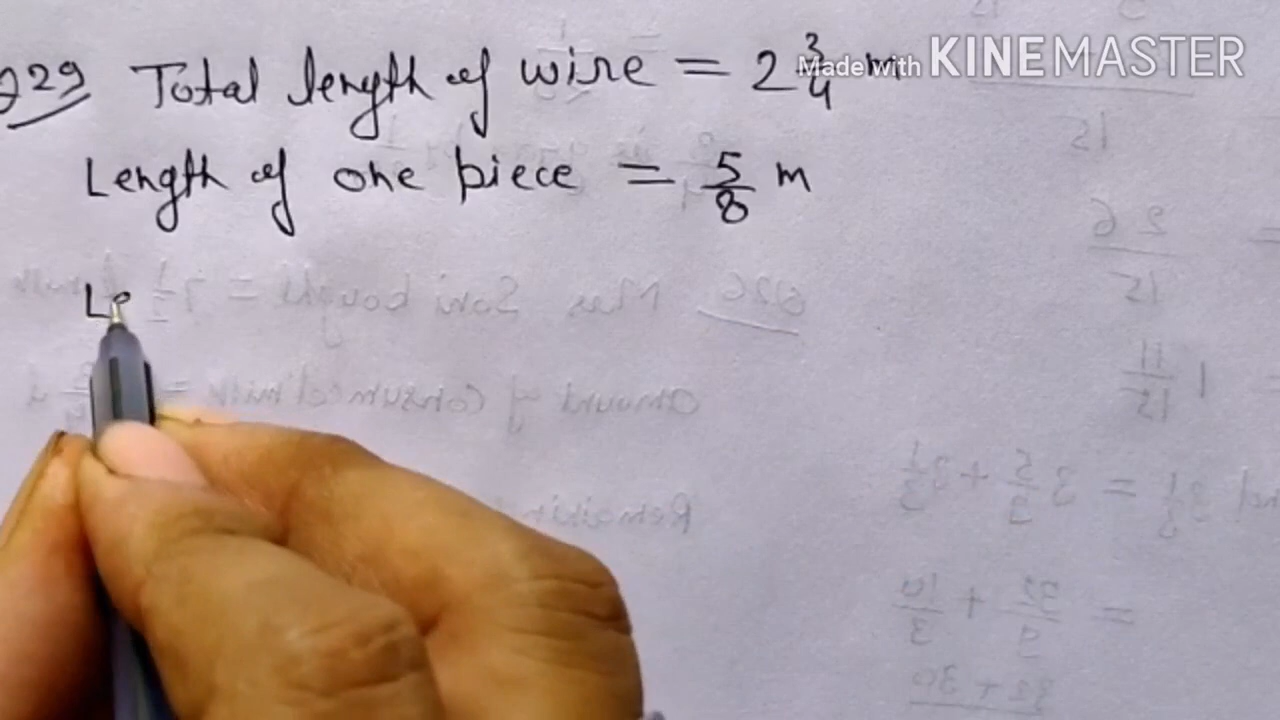 Q29 Total length of wire = 2 3/4 m
Made with KINEMASTER
Length of one piece = 5/8 m
Le